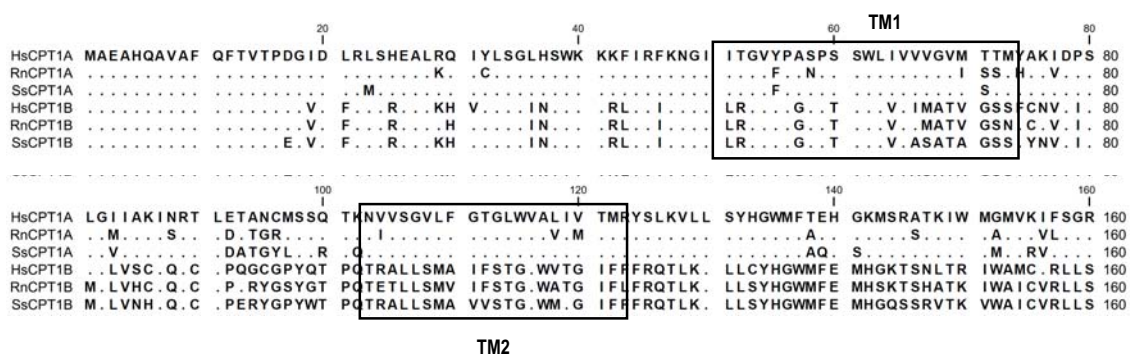 20 40 TM1 60 80
HsCPT1A MAEAHQAVAF QFTVTPDGID LRLSHEALRQ IYLSGLHSWK KKFIRFKNGI ITGVYPASPS SWLIVVVGVM TTMYAKIDPS 80
RnCPT1A .......... .......... ........K. .C........ .......... .....F..N. .........I SS.H..V... 80
SsCPT1A .......... .......... ...M...... .......... .......... .....F.... .......... .S........ 80
HsCPT1B .......... ........V. .F..R...KH V....IN... .RL..I.... LR.....G.T ...V.IMATV GSSFCNV.I. 80
RnCPT1B .......... ........V. .F..R...KH .....IN... .RL..I.... LR.....G.T ...V..MATV GSN.C.V.I. 80
SsCPT1B .......... .......EV. .F..R...KH .....IN... .RL..I.... LR.....G.T ...V.ASATA GSS.YNV.I. 80
100 120 140 160
HsCPT1A LGIIAKINRT LETANCMSSQ TKNVVSGVLF GTGLWVALIV TMRYSLKVLL SYHGWMFTEH GKMSRATKIW MGMVKIFSGR 160
RnCPT1A ..M....S.. .D.TGR.... ...I...... .......V.M .......... .......A.. .....S.... .A...VL... 160
SsCPT1A .V........ .DATGYL..R ..Q....... .......... .......... .......AQ. .S........ .M..RV.... 160
HsCPT1B M.LVSC.Q.C .PQGCGPYQT PQTRALLSMA IFSTG.WVTG IFFFRQTLK. LLCYHGWMFE MHGKTSNLTR IWAMC.RLLS 160
RnCPT1B M.LVHC.Q.C .P.RYGSYGT PQTETLLSMV IFSTG.WATG IFLFRQTLK. LLSYHGWMFE MHSKTSHATK IWAICVRLLS 160
SsCPT1B M.LVNH.Q.C .PERYGPYWT PQTRALLSMA VVSTG.WM.G IFFFRQTLK. LLSYHGWMFE MHGQSSRVTK VWAICVRLLS 160
TM2